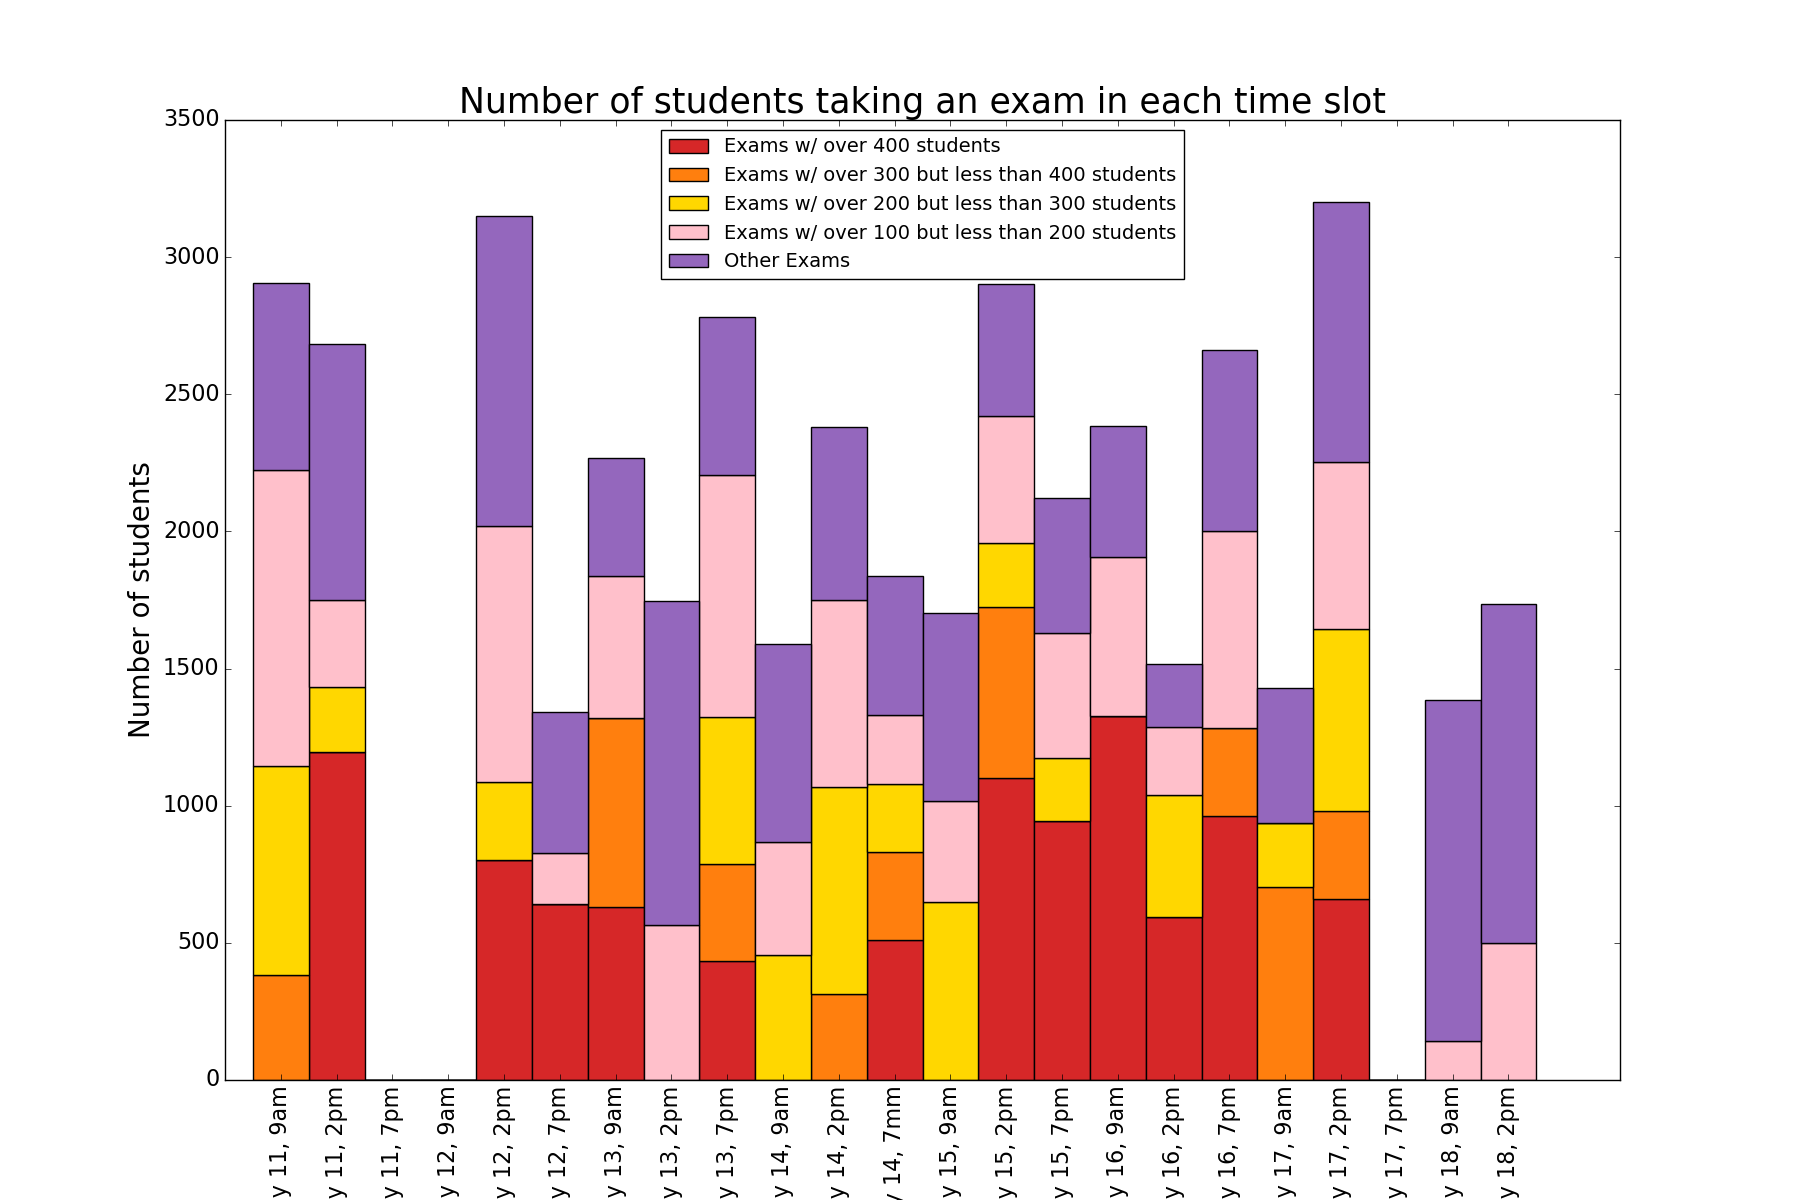 Number of students taking an exam in each time slot
Number of students
3500
3000
2500
2000
1500
1000
500
0
Exams w/ over 400 students
Exams w/ over 300 but less than 400 students
Exams w/ over 200 but less than 300 students
Exams w/ over 100 but less than 200 students
Other Exams
y 11, 9am
y 11, 2pm
y 11, 7pm
y 12, 9am
y 12, 2pm
y 12, 7pm
y 13, 9am
y 13, 2pm
y 13, 7pm
y 14, 9am
y 14, 2pm
y 14, 7mm
y 15, 9am
y 15, 2pm
y 15, 7pm
y 16, 9am
y 16, 2pm
y 16, 7pm
y 17, 9am
y 17, 2pm
y 17, 7pm
y 18, 9am
y 18, 2pm